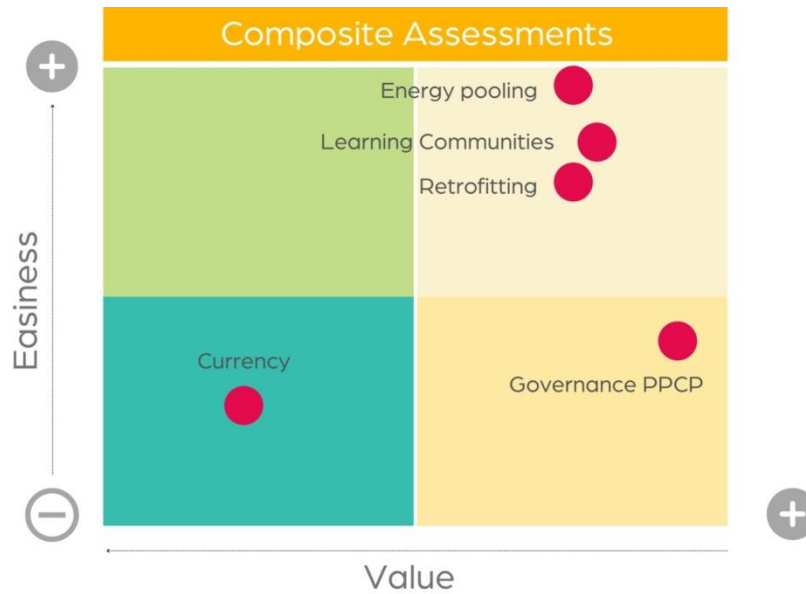 Composite Assessments
Energy pooling
Learning Communities
Retrofitting
Easiness
Currency
Governance PPCP
Value